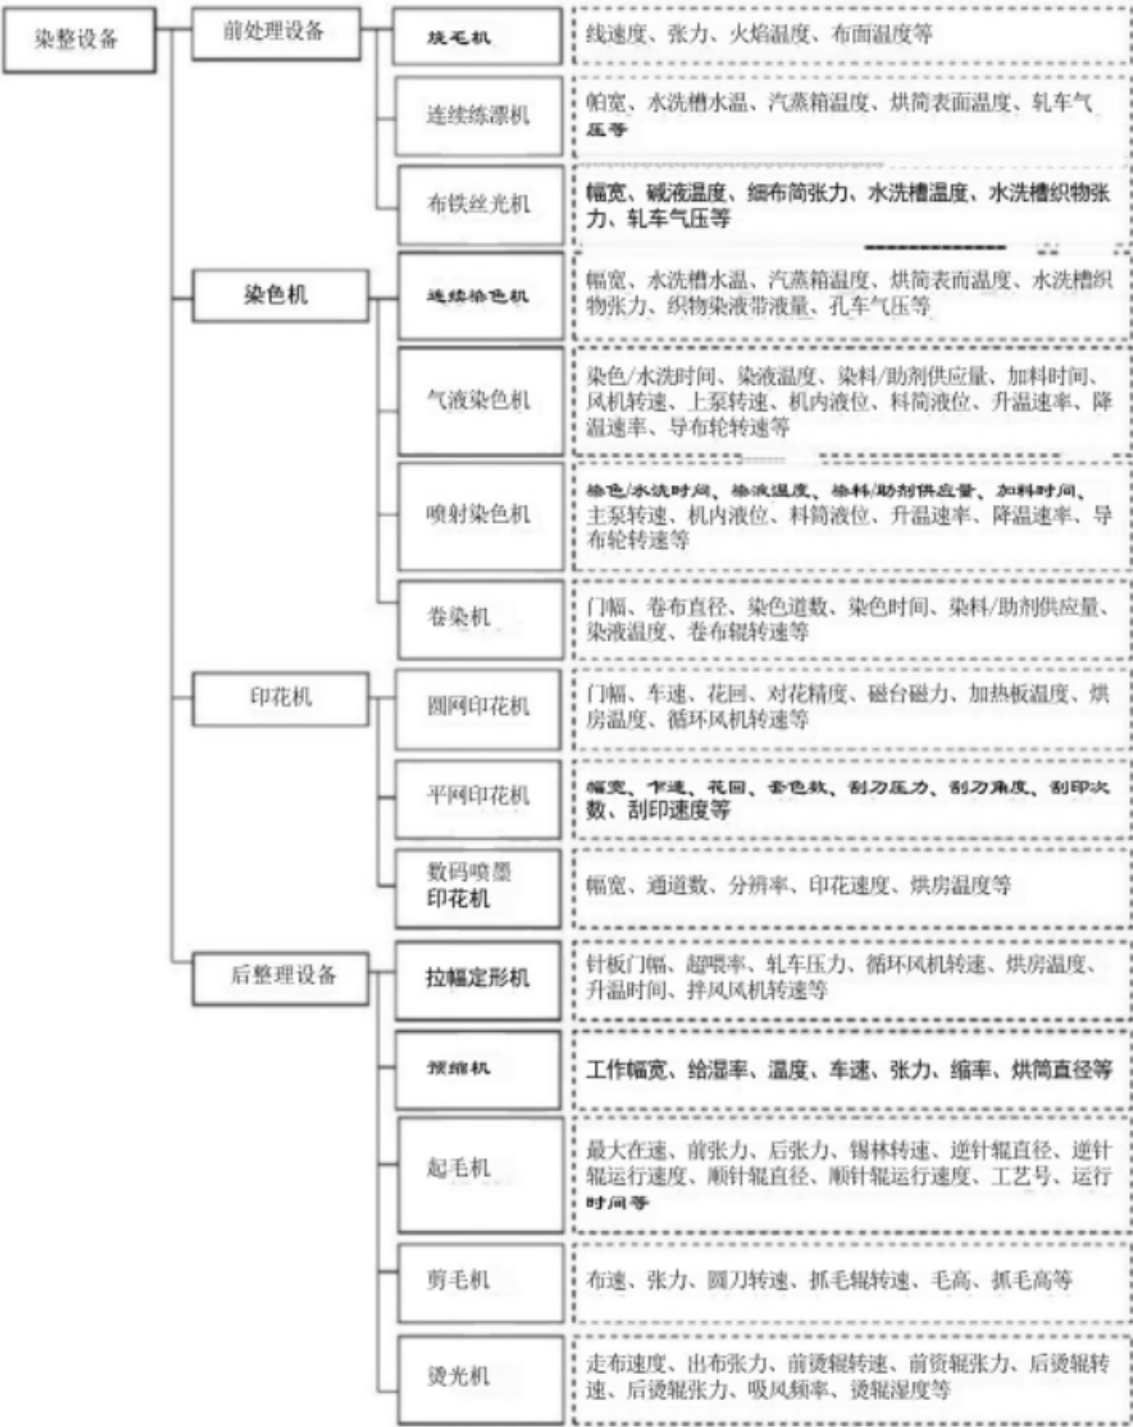 染整设备
前处理设备
烧毛机
线速度、张力、火焰温度、布面温度等
连续练漂机
帕宽、水洗槽水温、汽蒸箱温度、烘简表面温度、轧车气
压等
布铁丝光机
幅宽、碱液温度、细布简张力、水洗槽温度、水洗槽织物张
力、轧车气压等
染色机
连续染色机
幅宽、水洗槽水温、汽蒸箱温度、烘简表而温度、水洗槽织
物张力、织物染液带液量、孔车气压等
气液染色机
染色/水洗时间、染液温度、染料/助剂供应量、加料时间、
风机转速、上泵转速、机内液位、料简液位、升温速率、降
温速率、导布轮转速等
喷射染色机
染色/水洗时间、染液温度、染料/助剂供应量、加料时间、
主泵转速、机内液位、料筒液位、升温速率、降温速率、导
布轮转速等
卷染机
门幅、卷布直径、染色道数、染色时间、染料/助剂供应量、
染液温度、卷布辊转速等
印花机
圆网印花机
门幅、车速、花回、对花精度、磁台磁力、加热板温度、烘
房温度、循环风机转速等
平网印花机
幅宽、乍速、花回、套色数、刮刀压力、刮刀角度、刮印次
数、刮印速度等
数码喷墨
印花机
幅宽、通道数、分辨率、印花速度、烘房温度等
后整理设备
拉幅定形机
针板门幅、超喂率、轧车压力、循环风机转速、烘房温度、
升温时间、拌风风机转速等
预缩机
工作幅宽、给湿率、温度、车速、张力、缩率、烘筒直径等
起毛机
最大在速、前张力、后张力、锡林转速、逆针辊直径、逆针
辊运行速度、顺针辊直径、顺针辊运行速度、工艺号、运行
时间等
剪毛机
布速、张力、圆刀转速、抓毛辊转速、毛高、抓毛高等
烫光机
走布速度、出布张力、前烫辊转速、前资辊张力、后烫辊转
速、后烫辊张力、吸风频率、烫辊湿度等